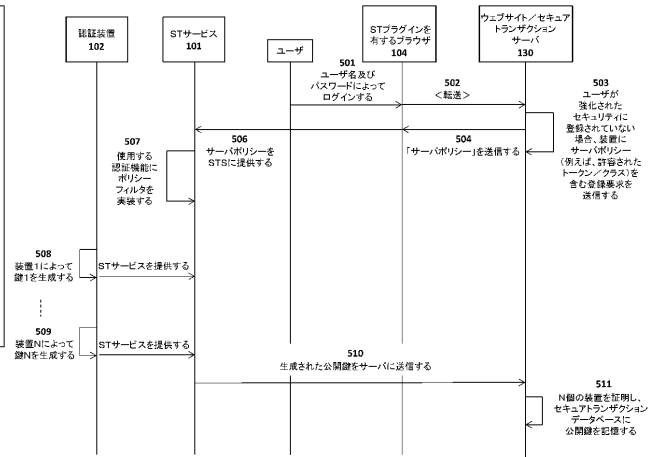 認証装置
102
STサービス
101
ユーザ
STプラグインを
有するブラウザ
104
ウェブサイト／セキュア
トランザクション
サーバ
130
501
ユーザ名及び
パスワードによって
ログインする
502
＜転送＞
503
ユーザが
強化された
セキュリティに
登録されていない
場合、装置に
サーバポリシー
(例えば、許容された
トークン／クラス)を
含む登録要求を
送信する
504
「サーバポリシー」を送信する
506
サーバポリシーを
STSに提供する
507
使用する
認証機能に
ポリシー
フィルタを
実装する
508
装置1によって
鍵1を生成する
STサービスを提供する
509
装置Nによって
鍵Nを生成する
STサービスを提供する
510
生成された公開鍵をサーバに送信する
511
N個の装置を証明し、
セキュアトランザクション
データベースに
公開鍵を記憶する